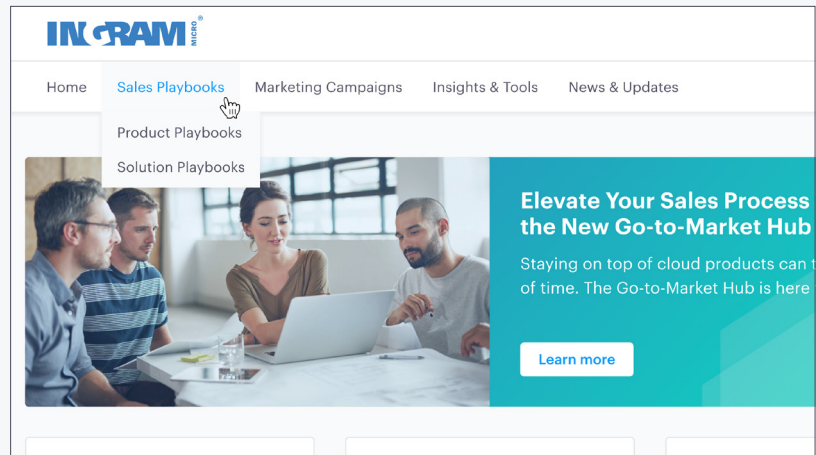 INGRAM MICRO®
Home Sales Playbooks Marketing Campaigns Insights & Tools News & Updates
Product Playbooks
Solution Playbooks
Elevate Your Sales Process
the New Go-to-Market Hub
Staying on top of cloud products can
of time. The Go-to-Market Hub is here
Learn more